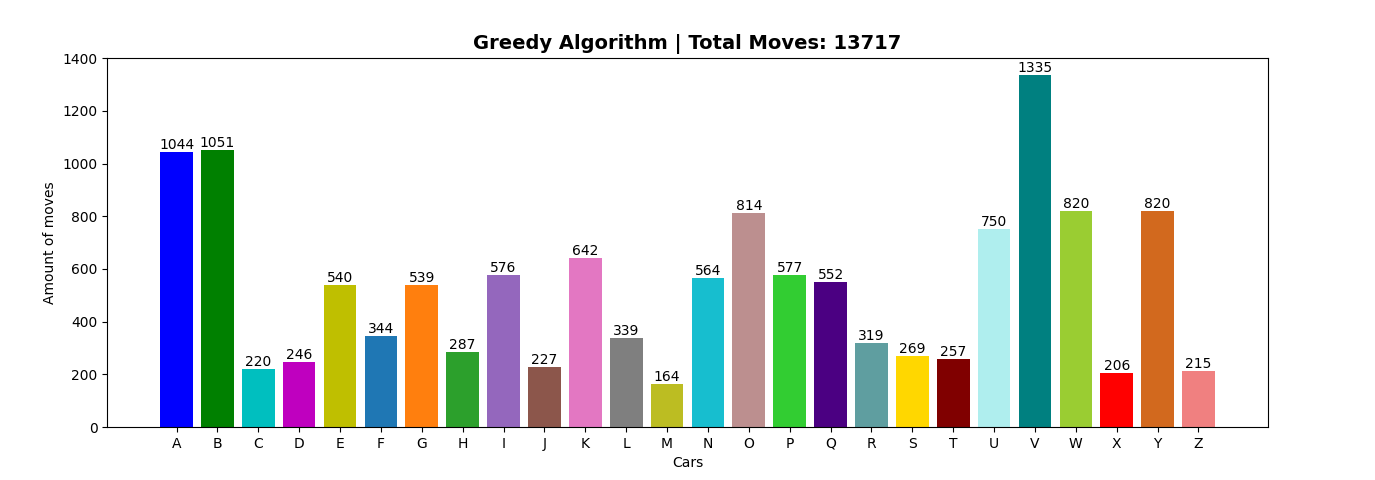 Greedy Algorithm | Total Moves: 13717
1400
1200
1000
800
600
400
200
0
Amount of moves
1044 1051 220 246 540 344 539 287 576 227 642 339 164 564 814 577 552 319 269 257 750 1335 820 206 820 215
A B C D E F G H I J K L M N O P Q R S T U V W X Y Z
Cars